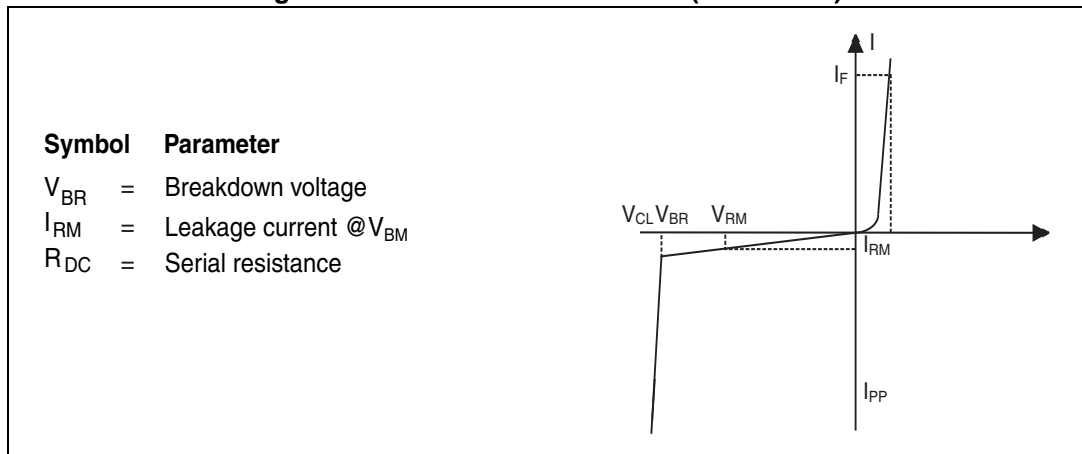 Symbol Parameter
VBR = Breakdown voltage
IRM = Leakage current @VBM
RDC = Serial resistance
I
IF
VCL VBR VRM
IRM
IPP